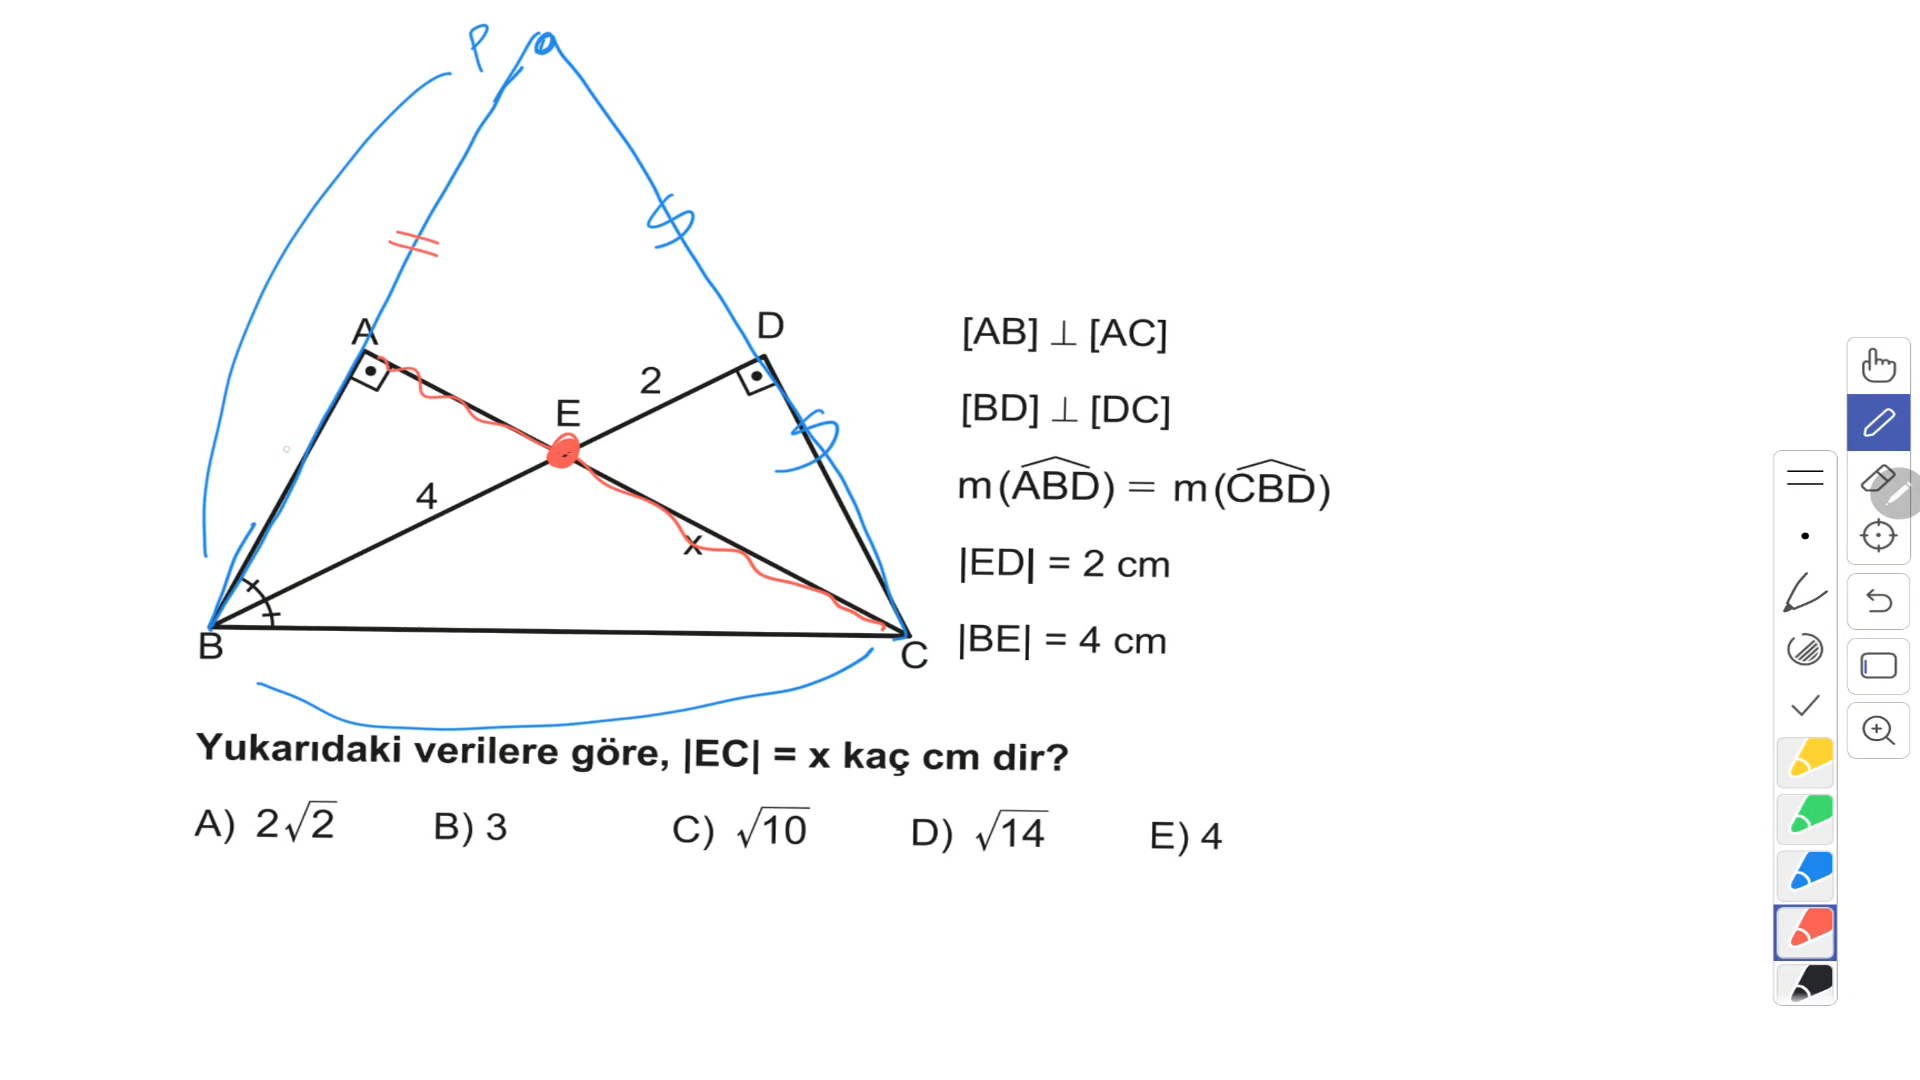 P
A
D
2
E
4
x
B
C
[AB] ⊥ [AC]
[BD] ⊥ [DC]
m(ABD) = m(CBD)
|ED| = 2 cm
|BE| = 4 cm
Yukarıdaki verilere göre, |EC| = x kaç cm dir?
A) 2√2 B) 3 C) √10 D) √14 E) 4